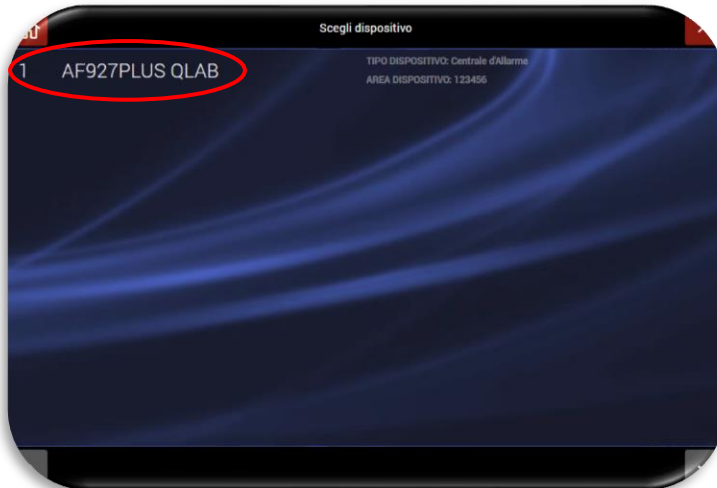 Scegli dispositivo
1 AF927PLUS QLAB
TIPO DISPOSITIVO: Centrale d'Allarme
AREA DISPOSITIVO: 123456